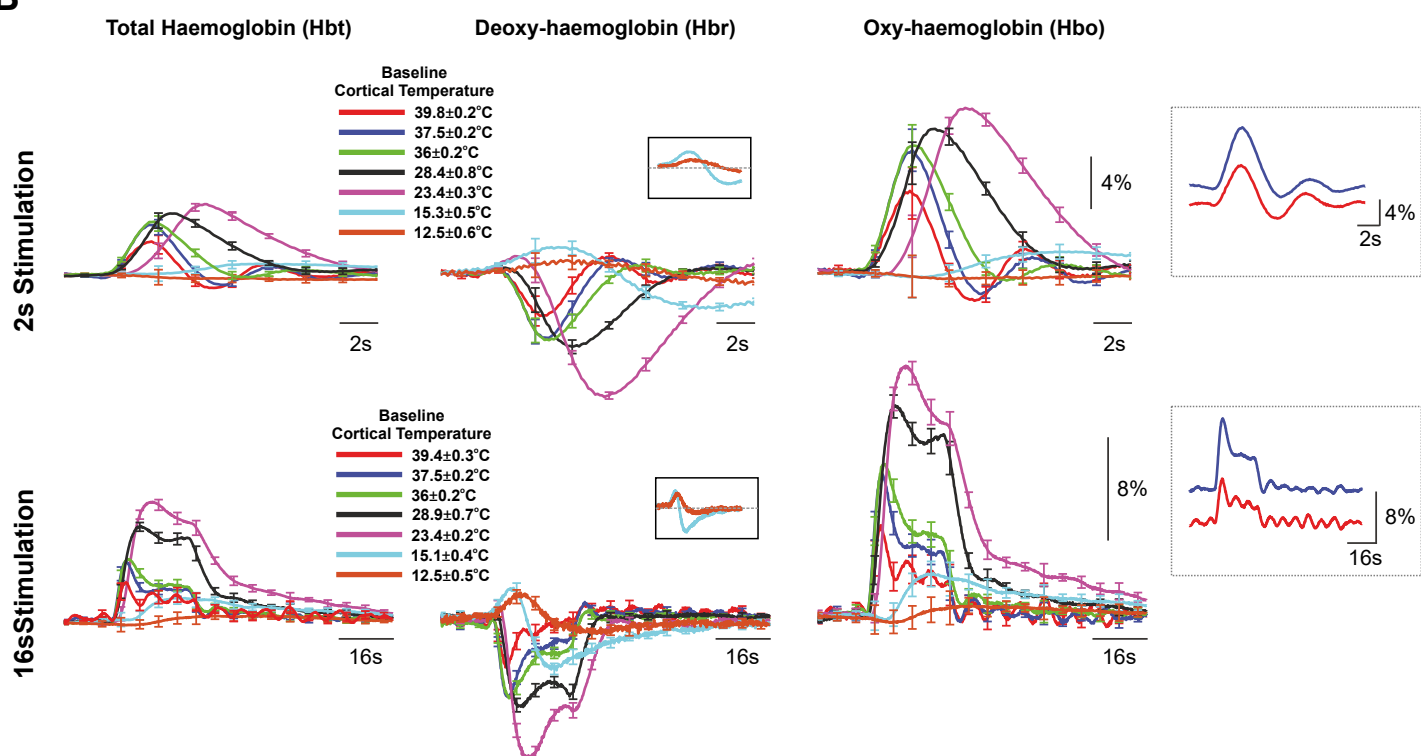 B
Total Haemoglobin (Hbt)
Deoxy-haemoglobin (Hbr)
Oxy-haemoglobin (Hbo)
2s Stimulation
Baseline
Cortical Temperature
39.8±0.2°C
37.5±0.2°C
36±0.2°C
28.4±0.8°C
23.4±0.3°C
15.3±0.5°C
12.5±0.6°C
4%
4%
2s
2s
2s
2s
16sStimulation
Baseline
Cortical Temperature
39.4±0.3°C
37.5±0.2°C
36±0.2°C
28.9±0.7°C
23.4±0.2°C
15.1±0.4°C
12.5±0.5°C
8%
8%
16s
16s
16s
16s